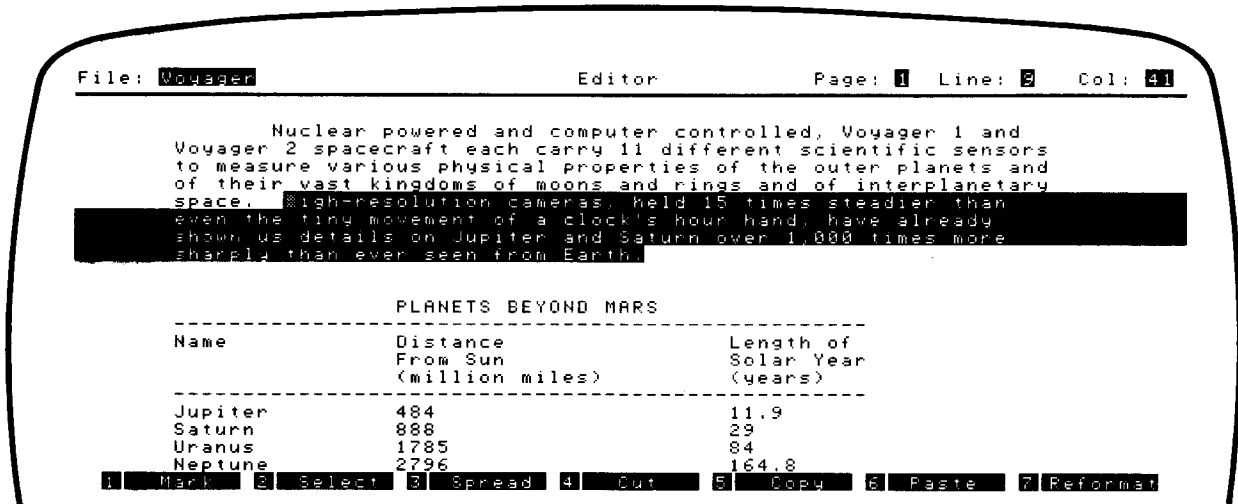 File: Voyager Editor Page: 1 Line: 9 Col: 41
Nuclear powered and computer controlled, Voyager 1 and
Voyager 2 spacecraft each carry 11 different scientific sensors
to measure various physical properties of the outer planets and
of their vast kingdoms of moons and rings and of interplanetary
space. High-resolution cameras, held 15 times steadier than
even the tiny movement of a clock's hour hand, have already
shown us details on Jupiter and Saturn over 1,000 times more
sharply than ever seen from Earth.
PLANETS BEYOND MARS
Name Distance Length of
From Sun Solar Year
(million miles) (years)
Jupiter 484 11.9
Saturn 888 29
Uranus 1785 84
Neptune 2796 164.8
1 Mark 2 Select 3 Spread 4 Cut 5 Copy 6 Paste 7 Reformat